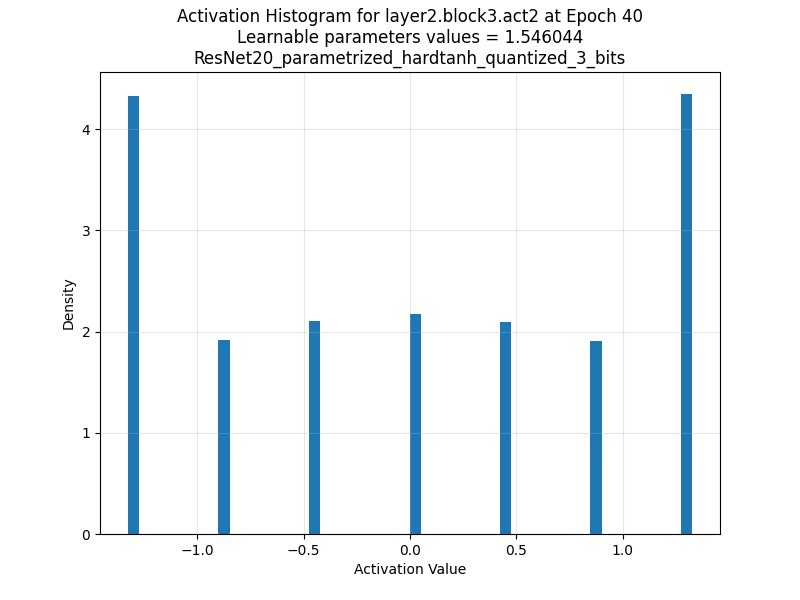 Activation Histogram for layer2.block3.act2 at Epoch 40
Learnable parameters values = 1.546044
ResNet20_parametrized_hardtanh_quantized_3_bits
Density
4
3
2
1
0
−1.0 −0.5 0.0 0.5 1.0
Activation Value